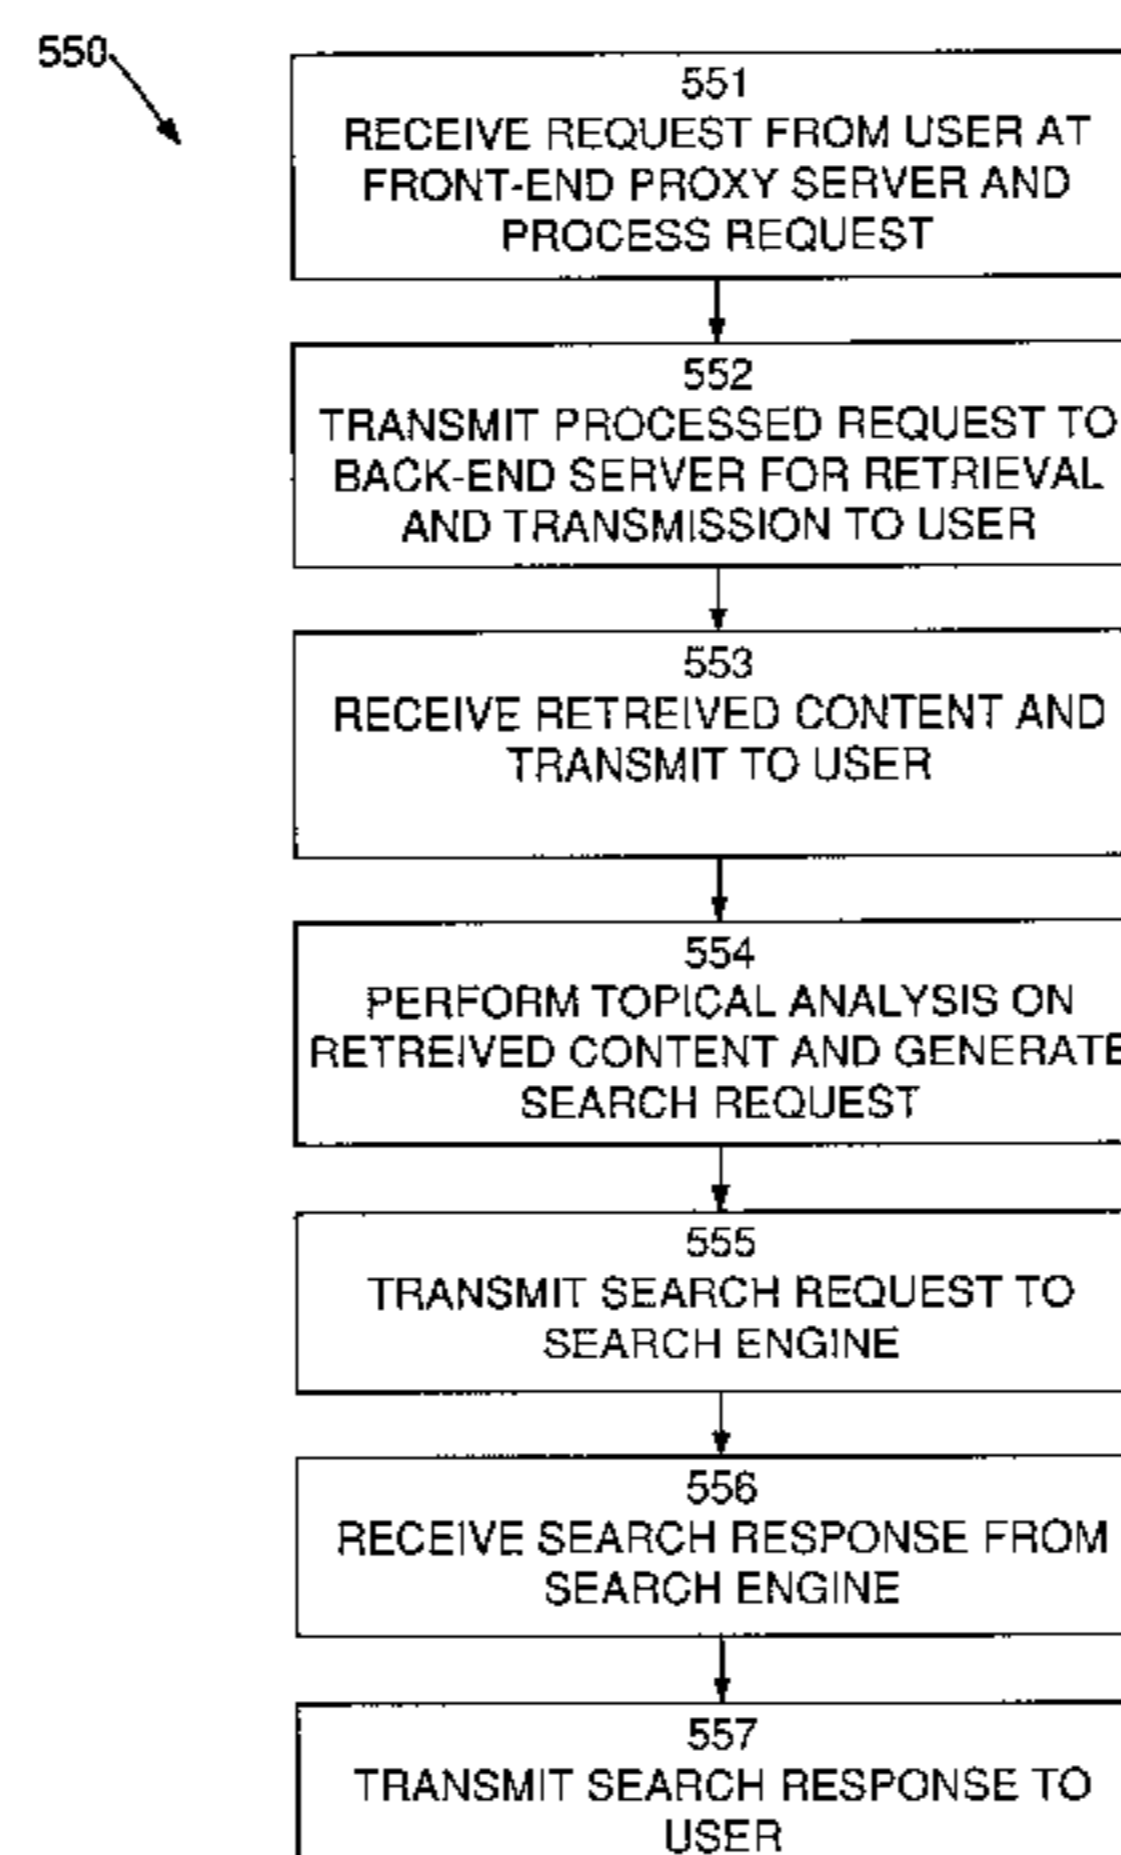 550
551
RECEIVE REQUEST FROM USER AT
FRONT-END PROXY SERVER AND
PROCESS REQUEST
552
TRANSMIT PROCESSED REQUEST TO
BACK-END SERVER FOR RETRIEVAL
AND TRANSMISSION TO USER
553
RECEIVE RETREIVED CONTENT AND
TRANSMIT TO USER
554
PERFORM TOPICAL ANALYSIS ON
RETREIVED CONTENT AND GENERATE
SEARCH REQUEST
555
TRANSMIT SEARCH REQUEST TO
SEARCH ENGINE
556
RECEIVE SEARCH RESPONSE FROM
SEARCH ENGINE
557
TRANSMIT SEARCH RESPONSE TO
USER